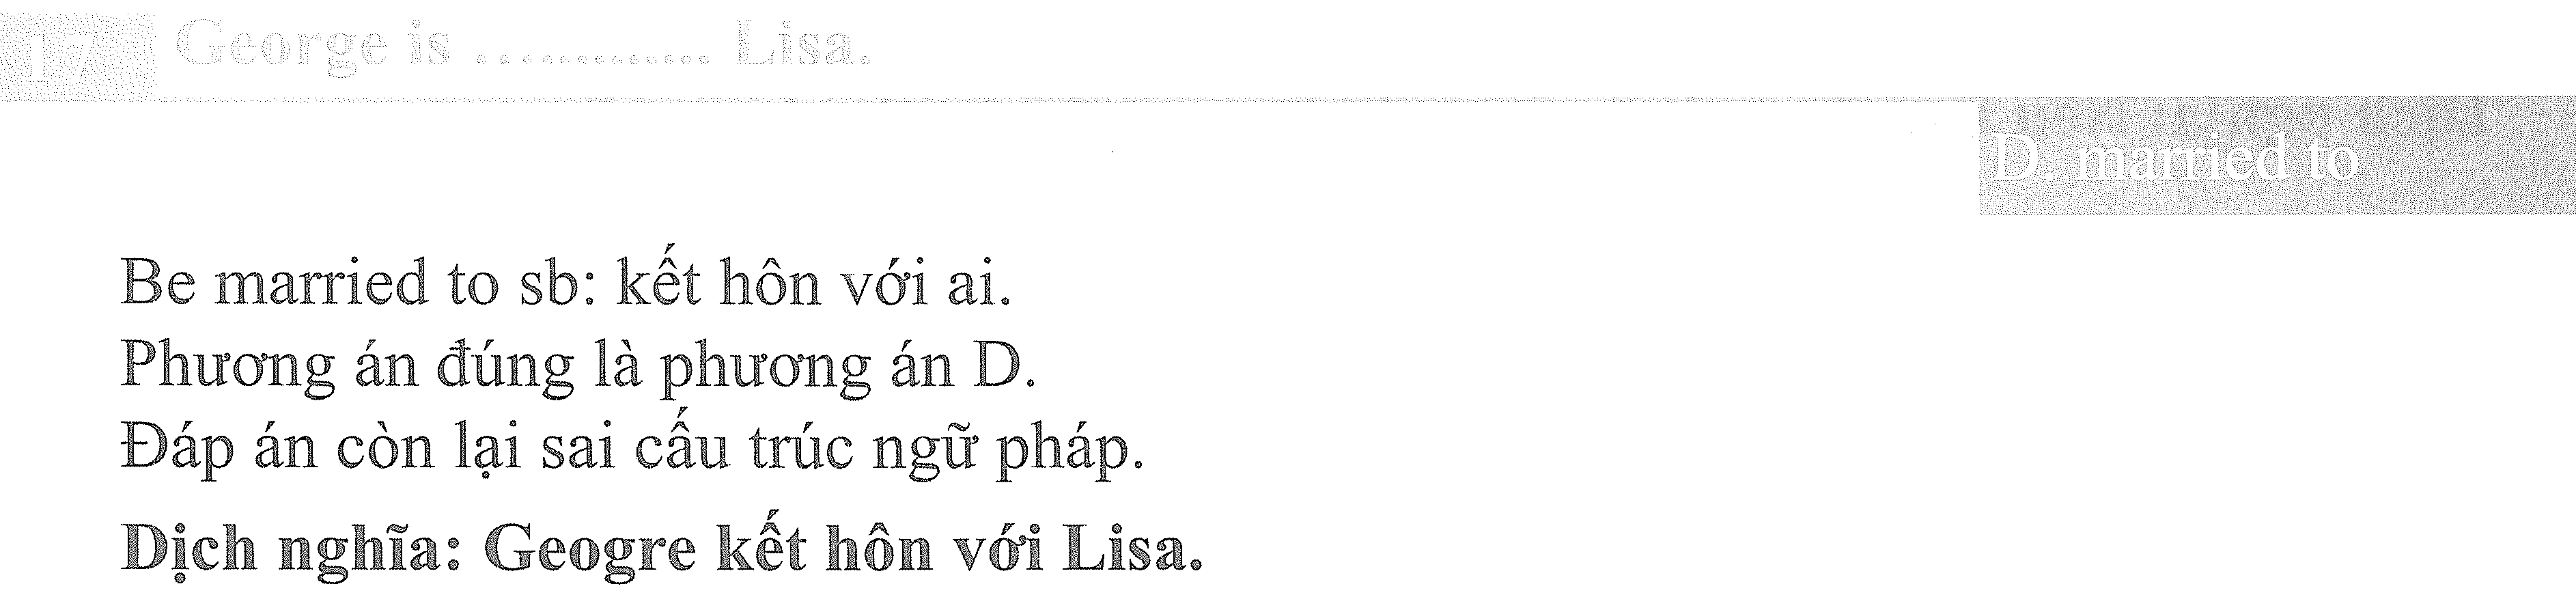 17 George is ............. Lisa.
D. married to
Be married to sb: kết hôn với ai.
Phương án đúng là phương án D.
Đáp án còn lại sai cấu trúc ngữ pháp.
Dịch nghĩa: Geogre kết hôn với Lisa.